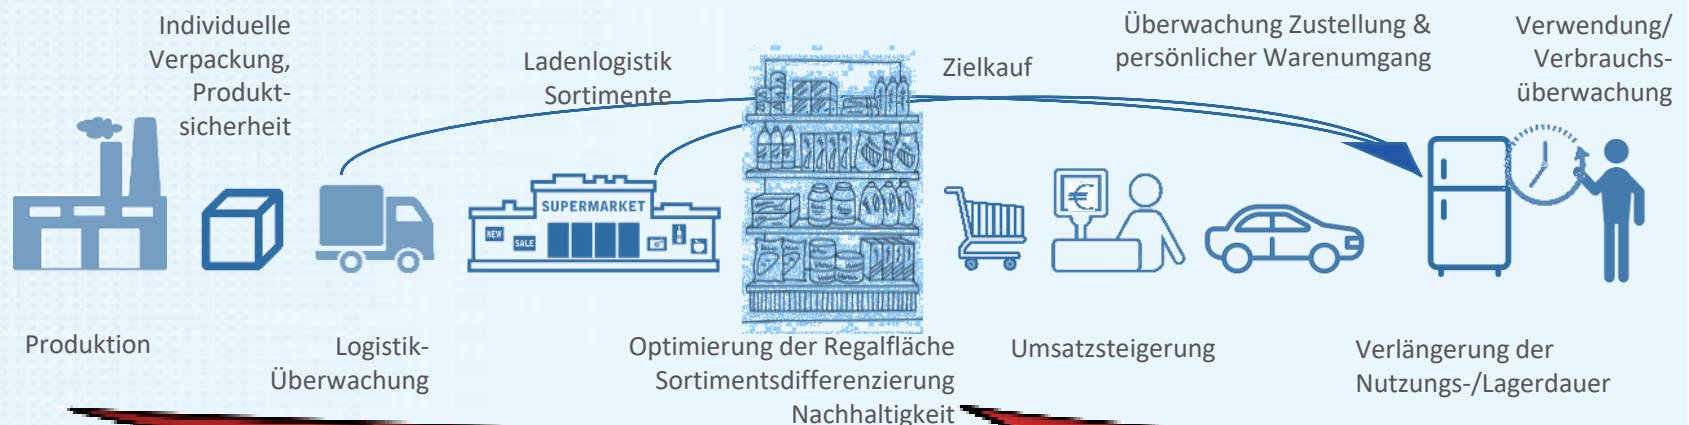 Individuelle
Verpackung,
Produkt-
sicherheit
Ladenlogistik
Sortimente
Zielkauf
Überwachung Zustellung &
persönlicher Warenumgang
Verwendung/
Verbrauchs-
überwachung
SUPERMARKET
NEW
SALE
€
Produktion
Logistik-
Überwachung
Optimierung der Regalfläche
Sortimentsdifferenzierung
Nachhaltigkeit
Umsatzsteigerung
Verlängerung der
Nutzungs-/Lagerdauer